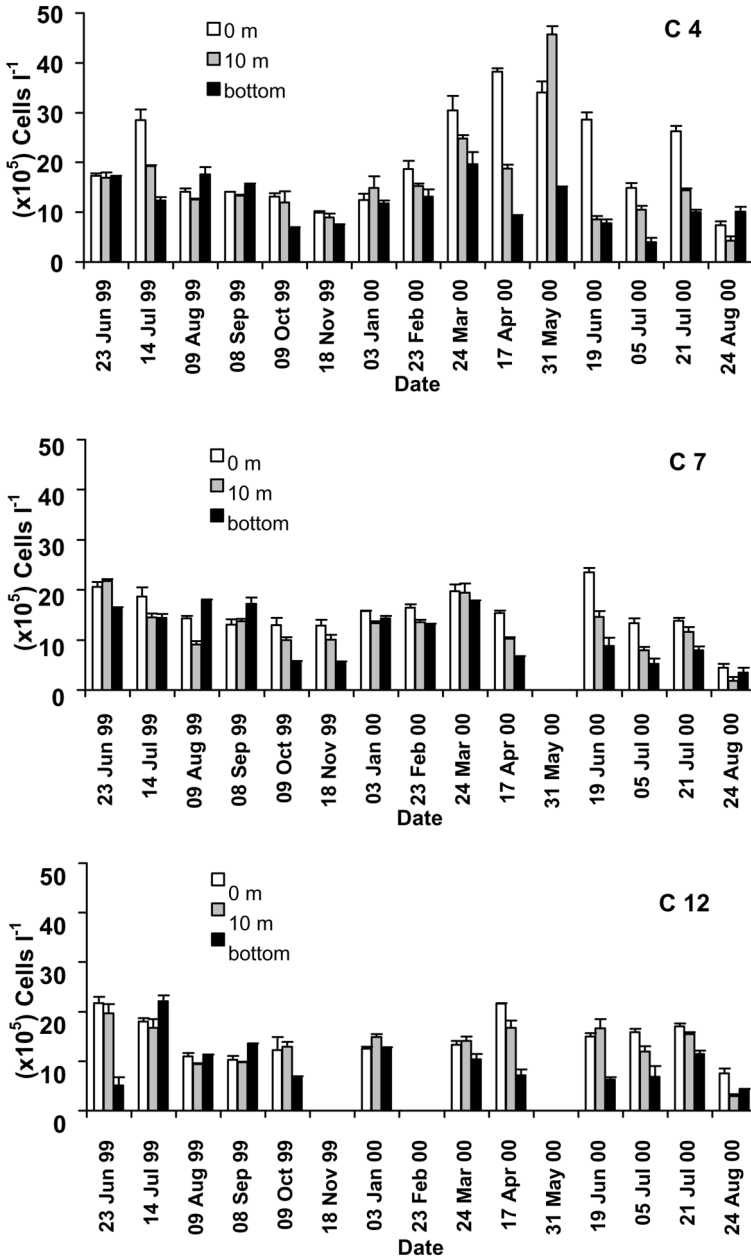 C 4
0 m
10 m
bottom
(x10⁵) Cells l⁻¹
50
40
30
20
10
0
23 Jun 99
14 Jul 99
09 Aug 99
08 Sep 99
09 Oct 99
18 Nov 99
03 Jan 00
23 Feb 00
24 Mar 00
17 Apr 00
31 May 00
19 Jun 00
05 Jul 00
21 Jul 00
24 Aug 00
Date
C 7
0 m
10 m
bottom
(x10⁵) Cells l⁻¹
50
40
30
20
10
0
23 Jun 99
14 Jul 99
09 Aug 99
08 Sep 99
09 Oct 99
18 Nov 99
03 Jan 00
23 Feb 00
24 Mar 00
17 Apr 00
31 May 00
19 Jun 00
05 Jul 00
21 Jul 00
24 Aug 00
Date
C 12
0 m
10 m
bottom
(x10⁵) Cells l⁻¹
50
40
30
20
10
0
23 Jun 99
14 Jul 99
09 Aug 99
08 Sep 99
09 Oct 99
18 Nov 99
03 Jan 00
23 Feb 00
24 Mar 00
17 Apr 00
31 May 00
19 Jun 00
05 Jul 00
21 Jul 00
24 Aug 00
Date